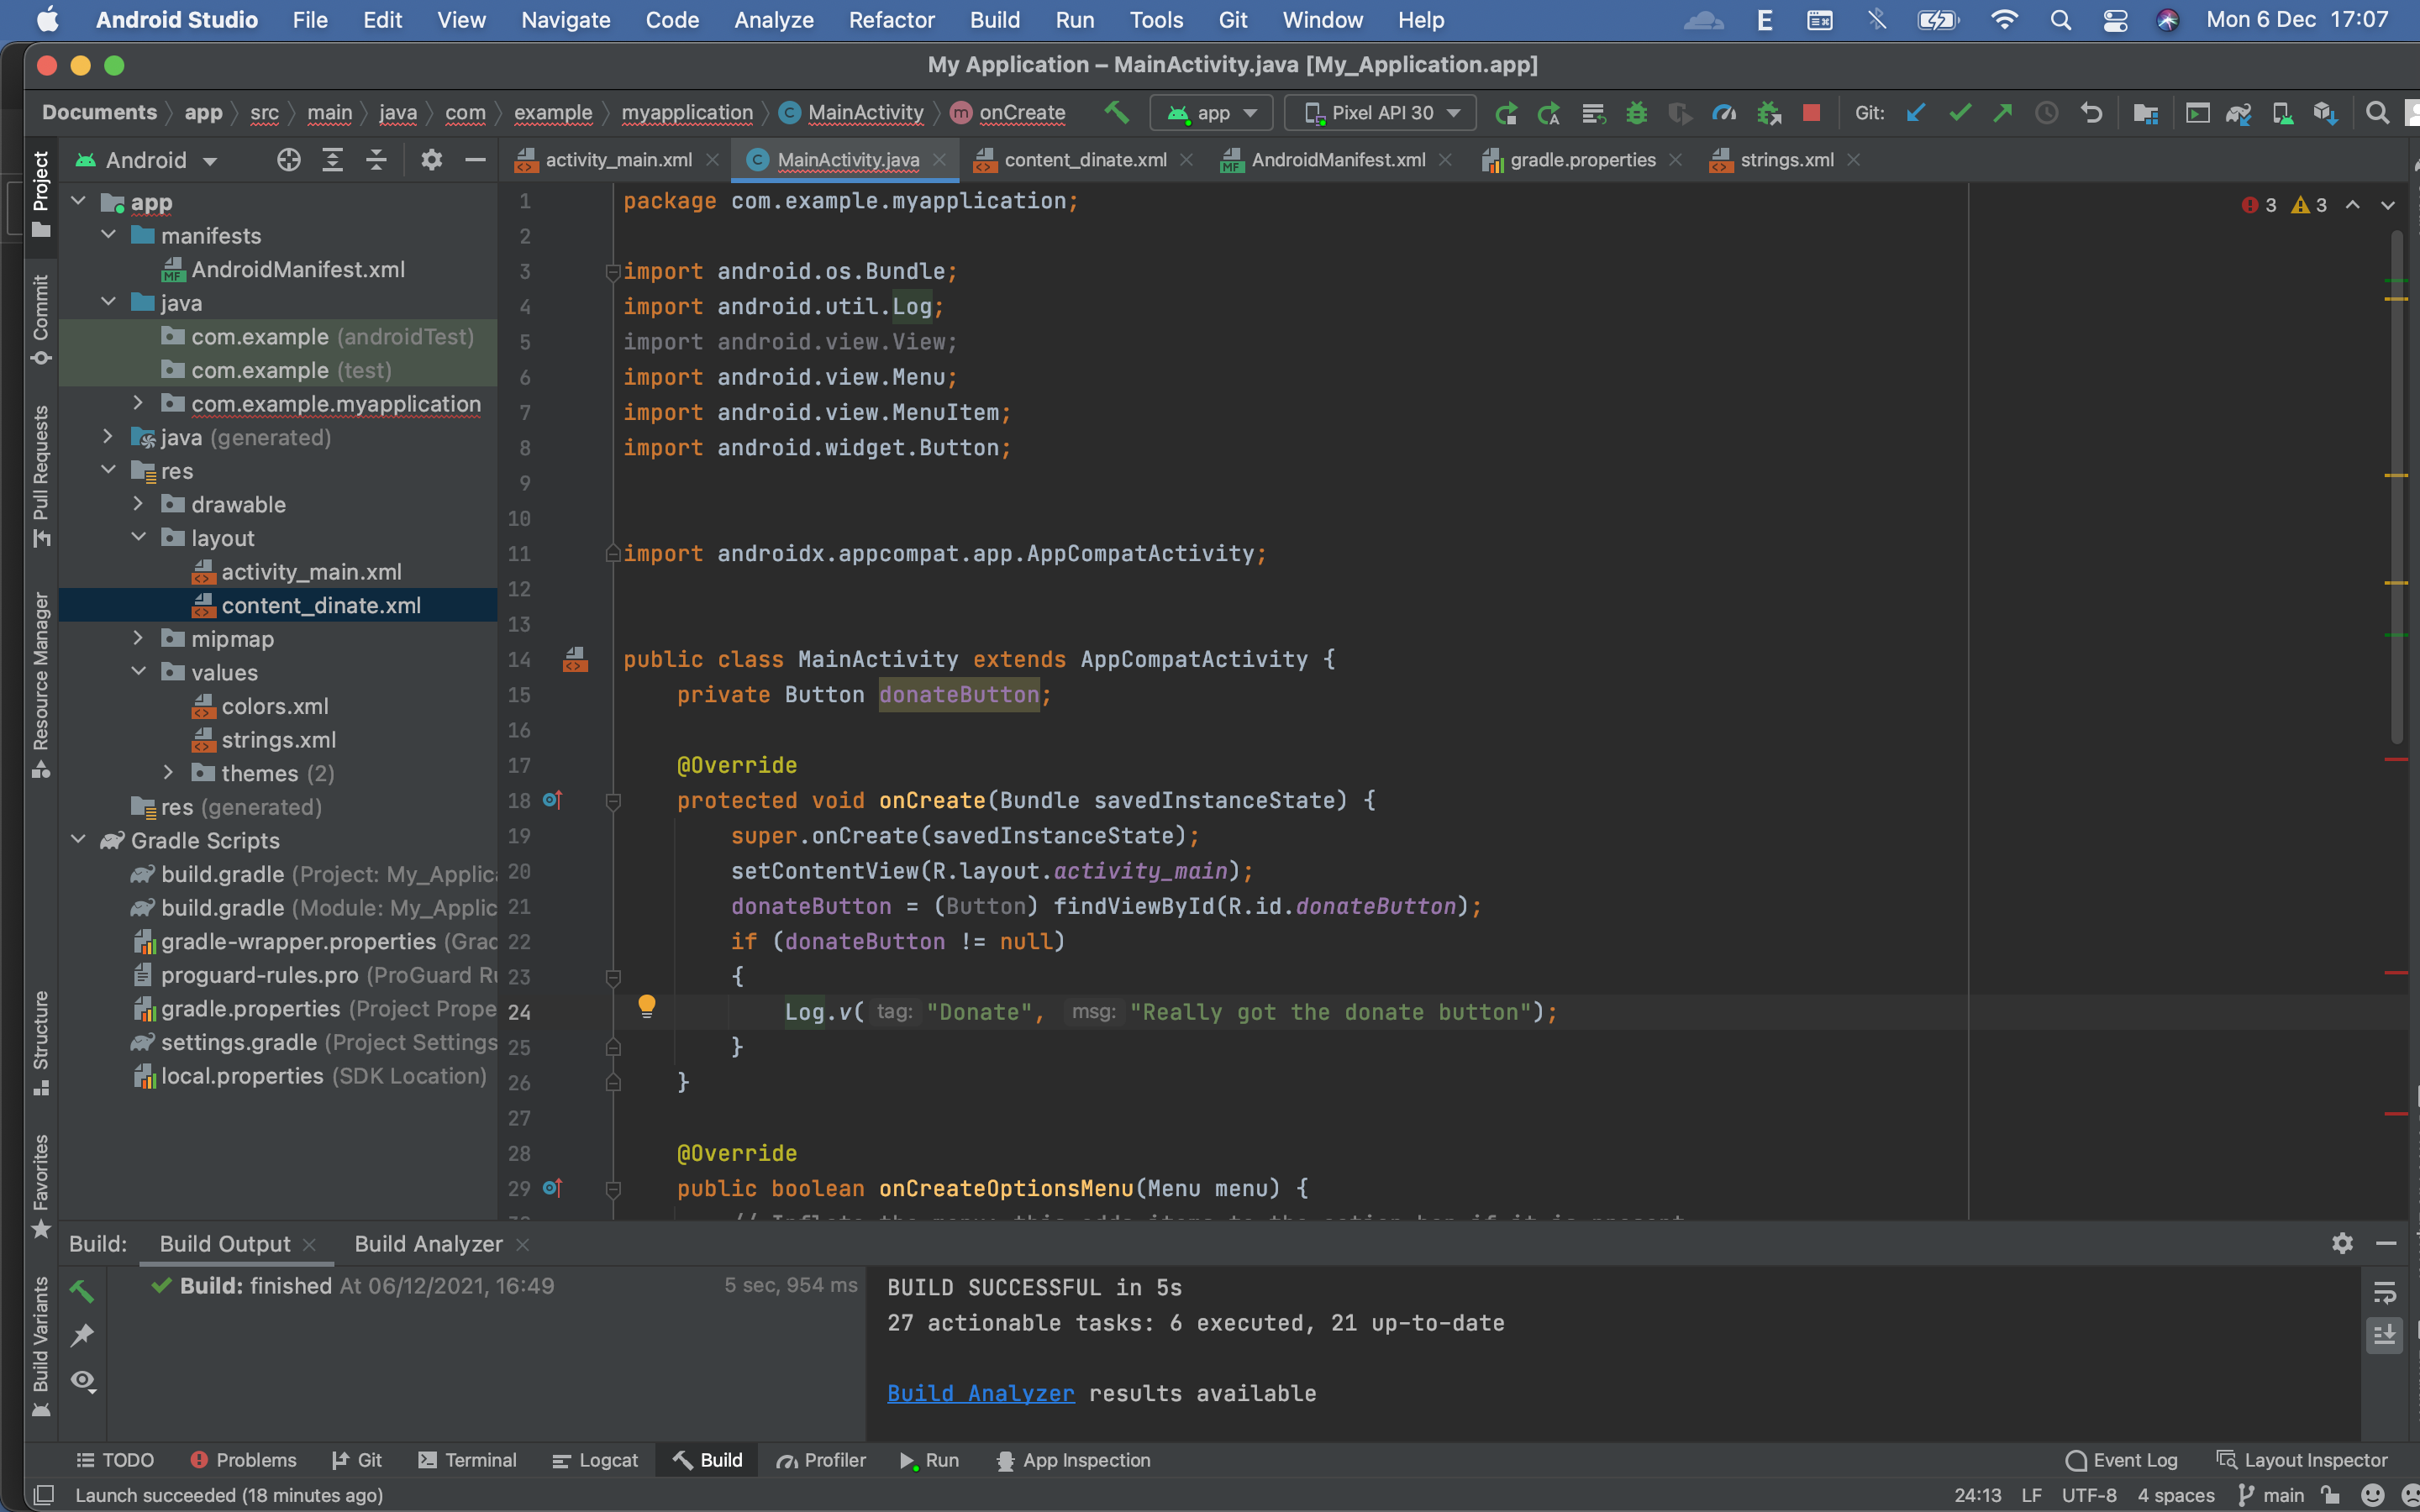 Android Studio File Edit View Navigate Code Analyze Refactor Build Run Tools Git Window Help E Mon 6 Dec 17:07
My Application – MainActivity.java [My_Application.app]
Documents app src main java com example myapplication C MainActivity m onCreate app Pixel API 30 Git:
Android activity_main.xml C MainActivity.java content_dinate.xml MF AndroidManifest.xml gradle.properties strings.xml
Project
Commit
Pull Requests
Resource Manager
Structure
Favorites
Build Variants
app
manifests
MF AndroidManifest.xml
java
com.example (androidTest)
com.example (test)
com.example.myapplication
java (generated)
res
drawable
layout
activity_main.xml
content_dinate.xml
mipmap
values
colors.xml
strings.xml
themes (2)
res (generated)
Gradle Scripts
build.gradle (Project: My_Applic
build.gradle (Module: My_Applic
gradle-wrapper.properties (Grad
proguard-rules.pro (ProGuard Ru
gradle.properties (Project Prope
settings.gradle (Project Settings
local.properties (SDK Location)
3 3
1 package com.example.myapplication;
2
3 import android.os.Bundle;
4 import android.util.Log;
5 import android.view.View;
6 import android.view.Menu;
7 import android.view.MenuItem;
8 import android.widget.Button;
9
10
11 import androidx.appcompat.app.AppCompatActivity;
12
13
14 public class MainActivity extends AppCompatActivity {
15 private Button donateButton;
16
17 @Override
18 protected void onCreate(Bundle savedInstanceState) {
19 super.onCreate(savedInstanceState);
20 setContentView(R.layout.activity_main);
21 donateButton = (Button) findViewById(R.id.donateButton);
22 if (donateButton != null)
23 {
24 Log.v( tag: "Donate", msg: "Really got the donate button");
25 }
26 }
27
28 @Override
29 public boolean onCreateOptionsMenu(Menu menu) {
Build: Build Output Build Analyzer
Build: finished At 06/12/2021, 16:49 5 sec, 954 ms
BUILD SUCCESSFUL in 5s
27 actionable tasks: 6 executed, 21 up-to-date
Build Analyzer results available
TODO Problems Git Terminal Logcat Build Profiler Run App Inspection Event Log Layout Inspector
Launch succeeded (18 minutes ago) 24:13 LF UTF-8 4 spaces main